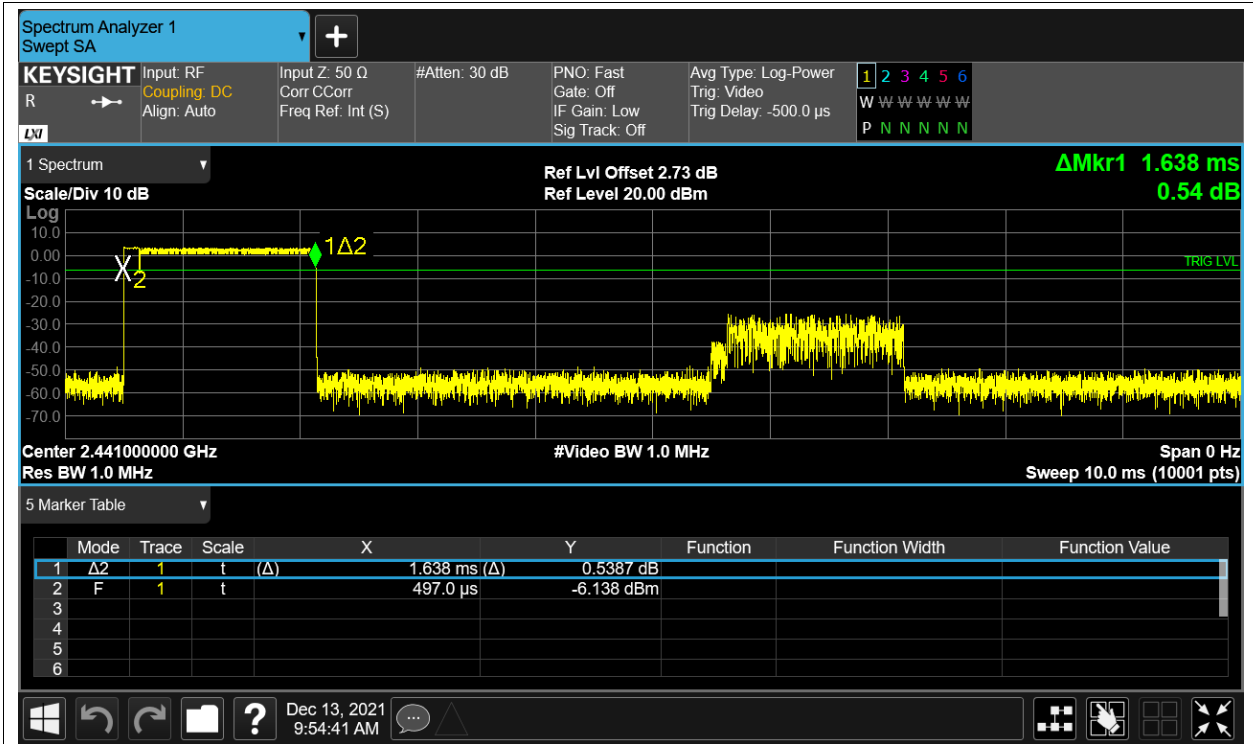 Spectrum Analyzer 1
Swept SA
KEYSIGHT Input: RF Input Z: 50 Ω #Atten: 30 dB PNO: Fast Avg Type: Log-Power 1 2 3 4 5 6
R Coupling: DC Corr CCorr Gate: Off Trig: Video W W W W W W
Align: Auto Freq Ref: Int (S) IF Gain: Low Trig Delay: -500.0 µs
LXI Sig Track: Off P N N N N N
1 Spectrum Ref Lvl Offset 2.73 dB ΔMkr1 1.638 ms
Scale/Div 10 dB Ref Level 20.00 dBm 0.54 dB
Log
10.0
0.00 1Δ2
TRIG LVL
-10.0 X2
-20.0
-30.0
-40.0
-50.0
-60.0
-70.0
Center 2.441000000 GHz #Video BW 1.0 MHz Span 0 Hz
Res BW 1.0 MHz Sweep 10.0 ms (10001 pts)
5 Marker Table
Mode Trace Scale X Y Function Function Width Function Value
1 Δ2 1 t (Δ) 1.638 ms (Δ) 0.5387 dB
2 F 1 t 497.0 µs -6.138 dBm
3
4
5
6
? Dec 13, 2021
9:54:41 AM